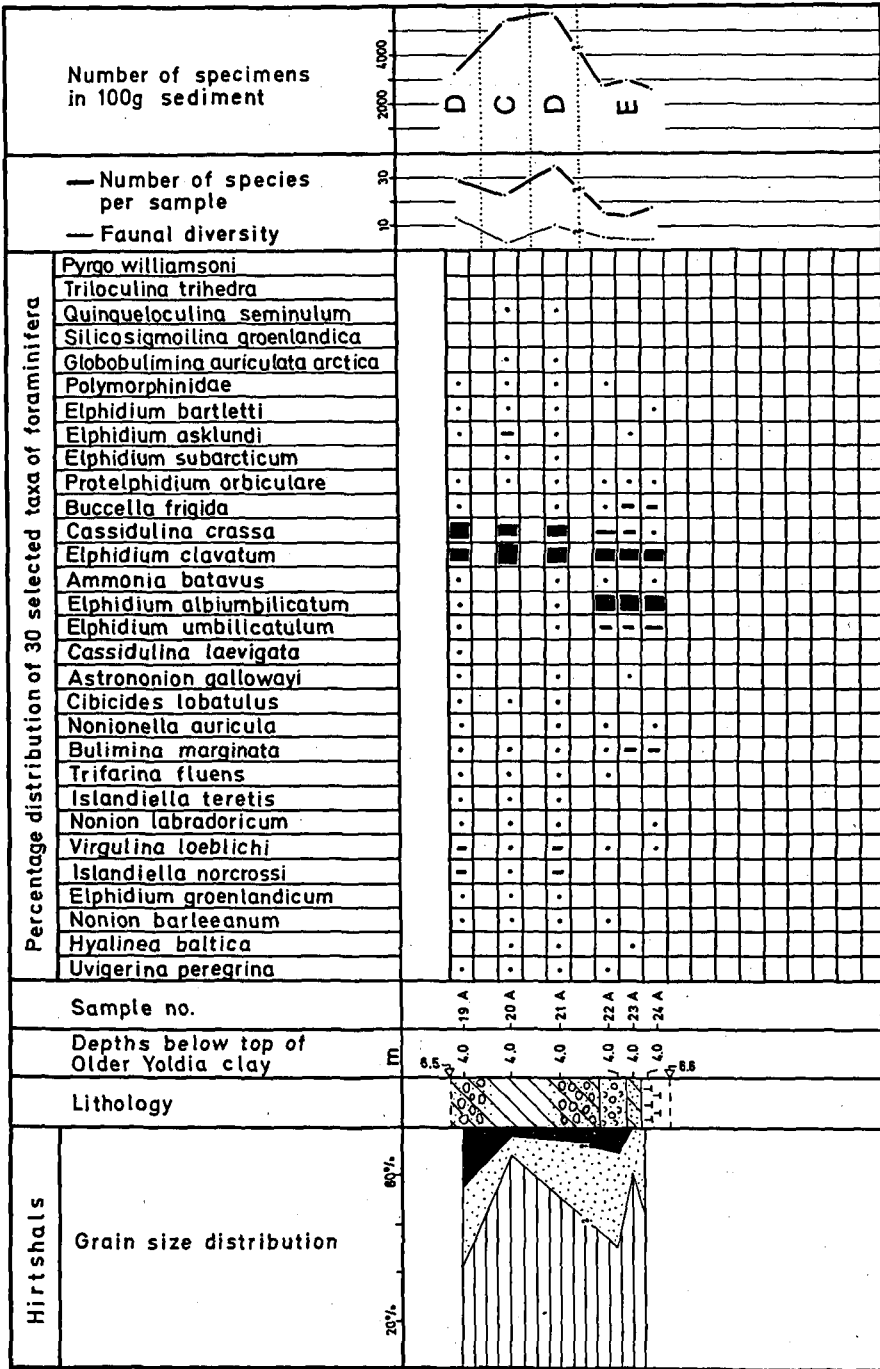 Number of specimens
in 100g sediment
4000
2000
D
C
D
E
Number of species
per sample
Faunal diversity
30
10
Percentage distribution of 30 selected taxa of foraminifera
Pyrgo williamsoni
Triloculina trihedra
Quinqueloculina seminulum
Silicosigmoilina groenlandica
Globobulimina auriculata arctica
Polymorphinidae
Elphidium bartletti
Elphidium asklundi
Elphidium subarcticum
Protelphidium orbiculare
Buccella frigida
Cassidulina crassa
Elphidium clavatum
Ammonia batavus
Elphidium albiumbilicatum
Elphidium umbilicatulum
Cassidulina laevigata
Astrononion gallowayi
Cibicides lobatulus
Nonionella auricula
Bulimina marginata
Trifarina fluens
Islandiella teretis
Nonion labradoricum
Virgulina loeblichi
Islandiella norcrossi
Elphidium groenlandicum
Nonion barleeanum
Hyalinea baltica
Uvigerina peregrina
Sample no.
19 A
20 A
21 A
22 A
23 A
24 A
Depths below top of
Older Yoldia clay
m
6.5
4.0
4.0
4.0
4.0
4.0
4.0
6.6
Lithology
Hirtshals
Grain size distribution
60%
20%